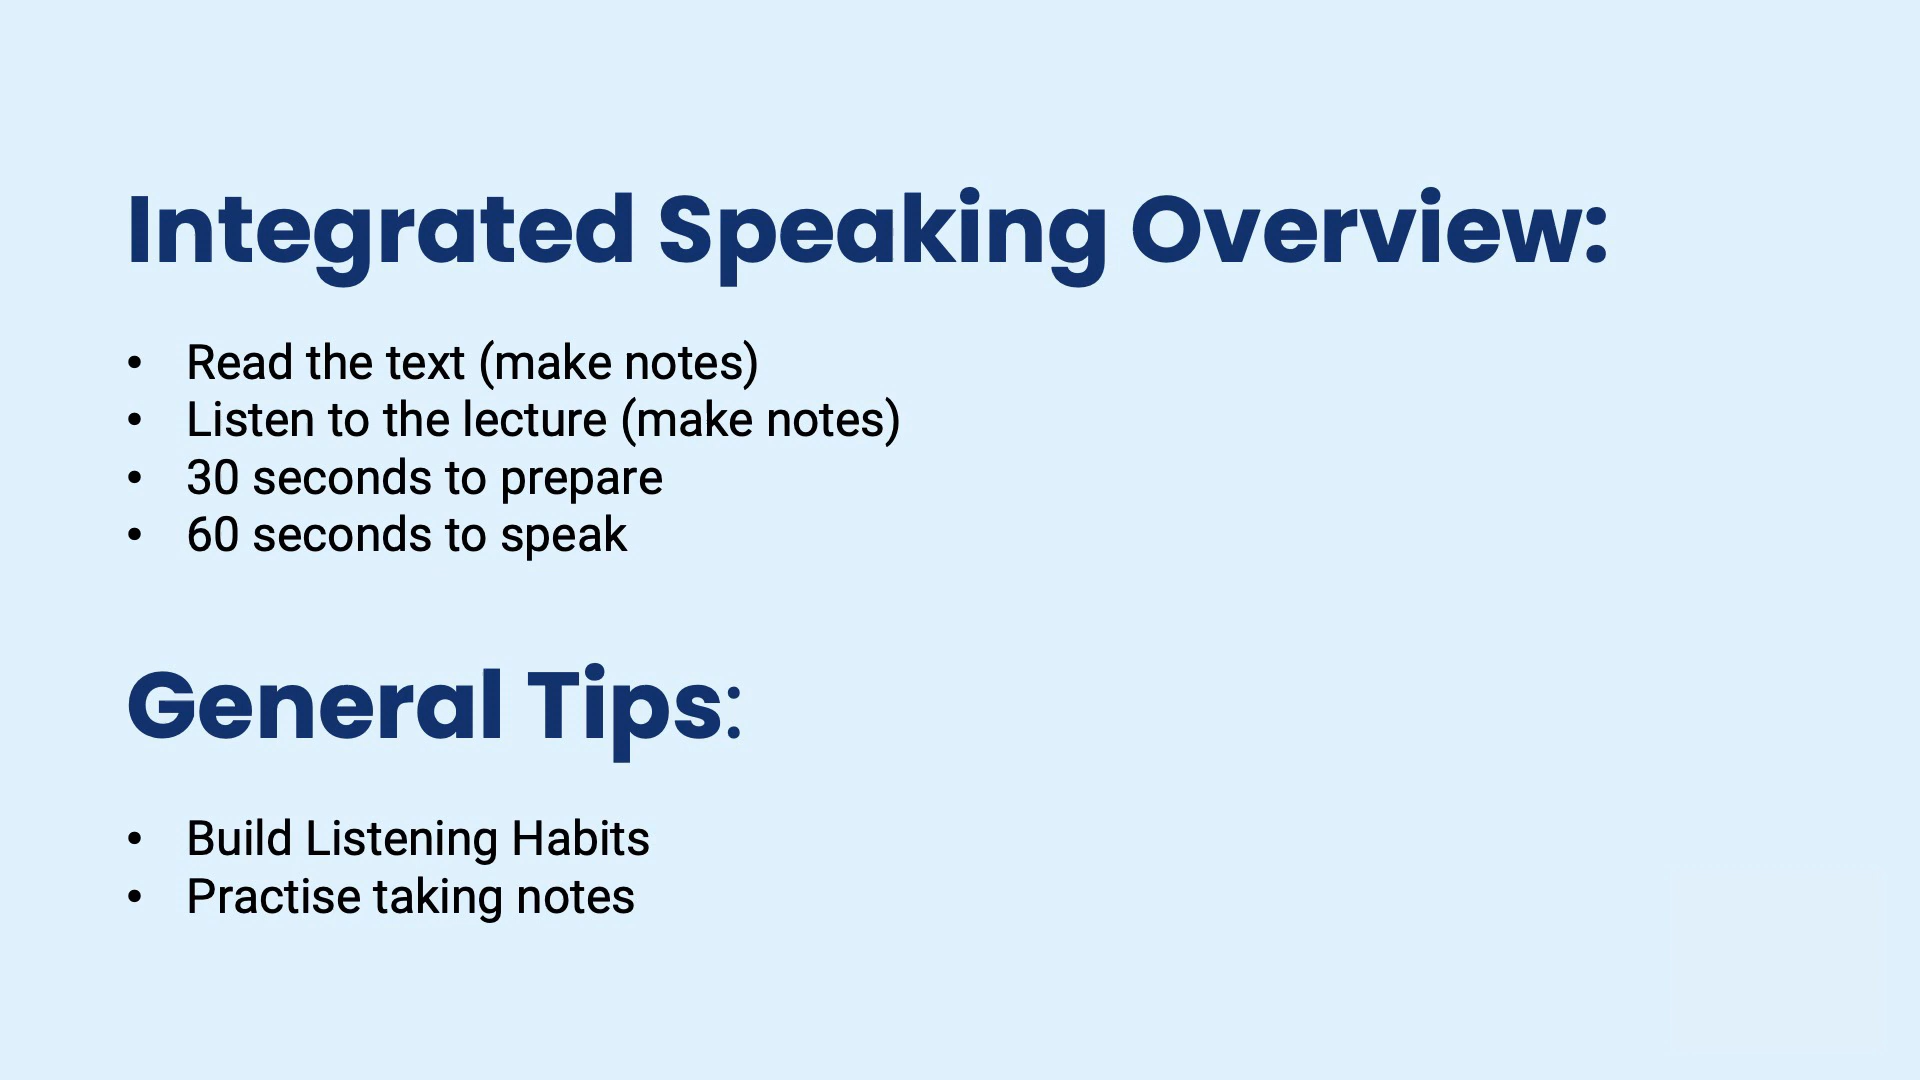 Integrated Speaking Overview:
• Read the text (make notes)
• Listen to the lecture (make notes)
• 30 seconds to prepare
• 60 seconds to speak
General Tips:
• Build Listening Habits
• Practise taking notes